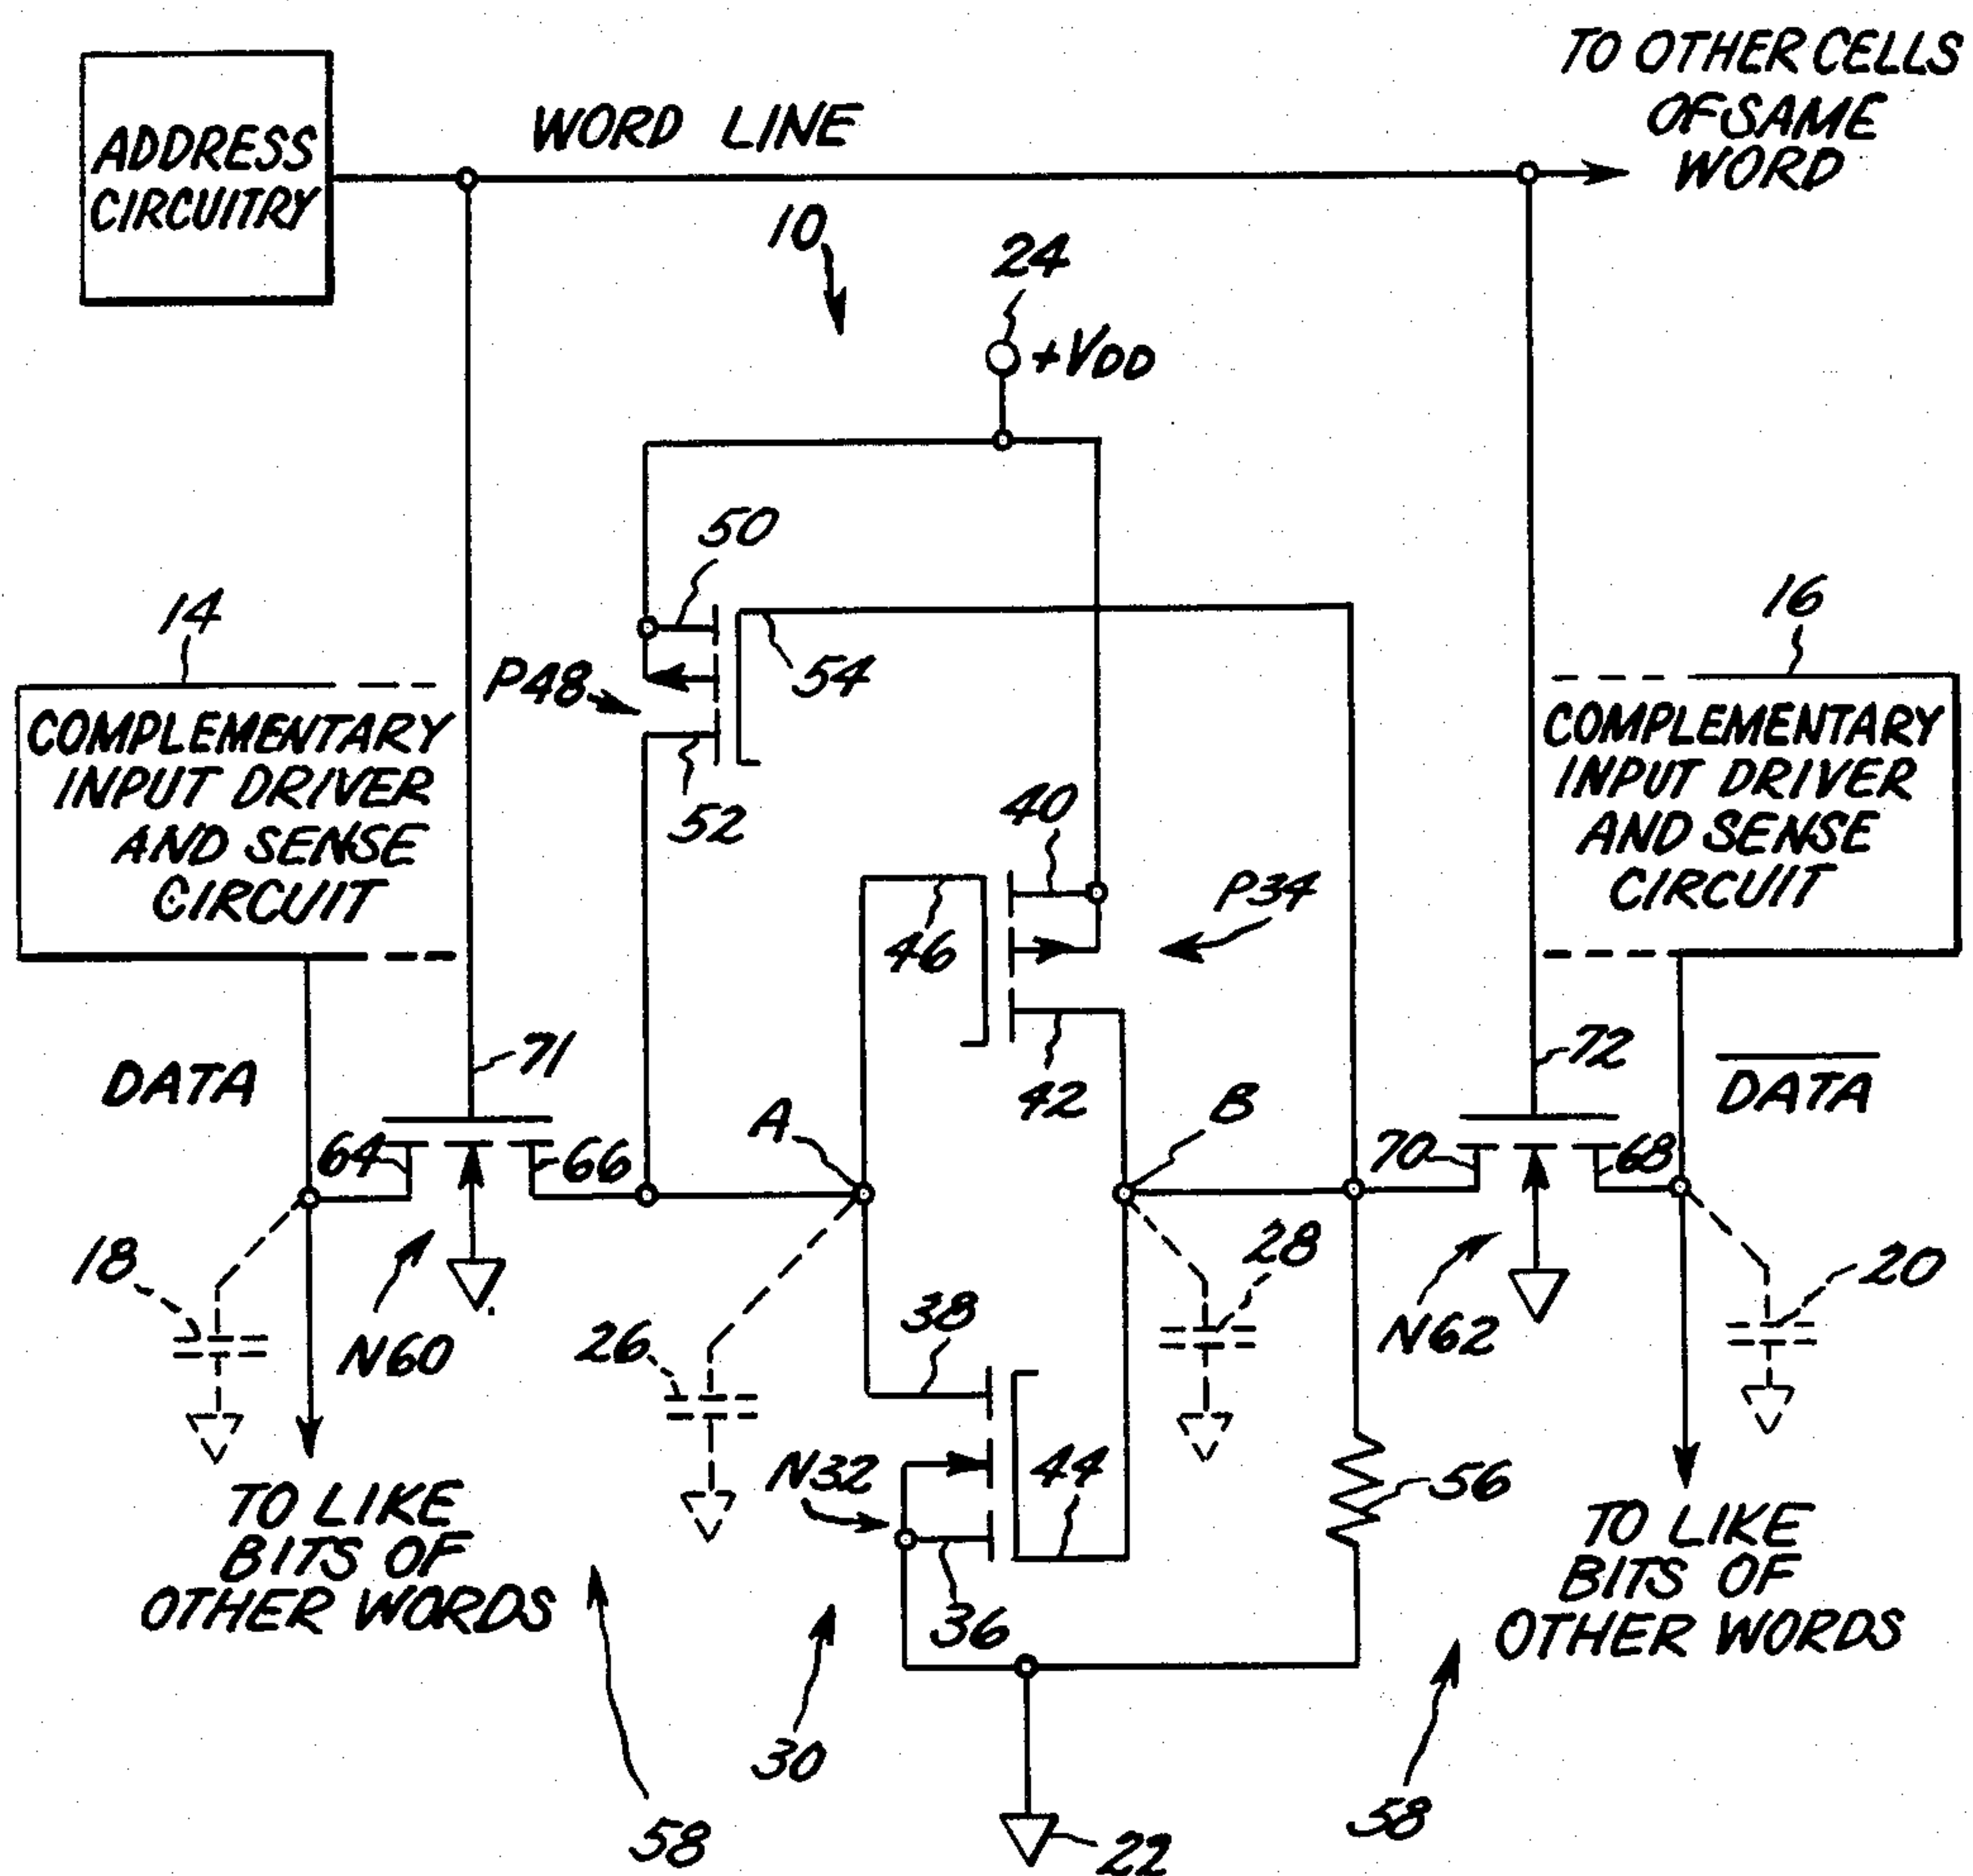 TO OTHER CELLS
OF SAME
WORD
ADDRESS
CIRCUITRY
WORD LINE
10
24
+VDD
50
14
16
P48
54
COMPLEMENTARY
INPUT DRIVER
AND SENSE
CIRCUIT
52
40
COMPLEMENTARY
INPUT DRIVER
AND SENSE
CIRCUIT
P34
46
DATA
71
42
72
DATA
A
B
64
66
70
68
18
N60
26
38
28
N62
20
N32
44
56
TO LIKE
BITS OF
OTHER WORDS
36
TO LIKE
BITS OF
OTHER WORDS
30
58
58
22